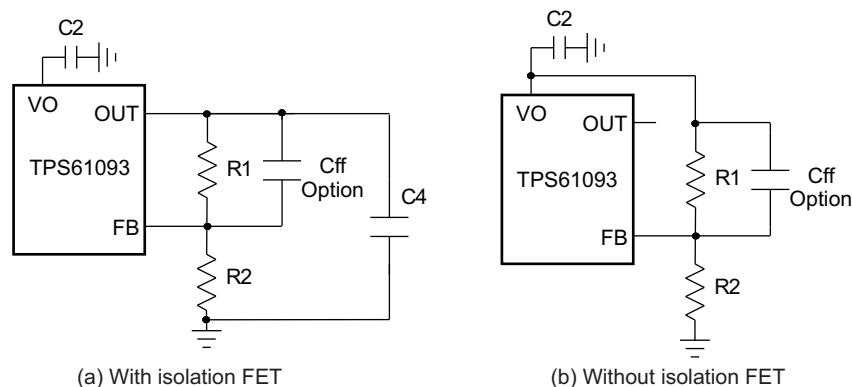 C2
VO
OUT
TPS61093
R1
Cff
Option
C4
FB
R2
(a) With isolation FET
C2
VO
OUT
TPS61093
R1
Cff
Option
FB
R2
(b) Without isolation FET